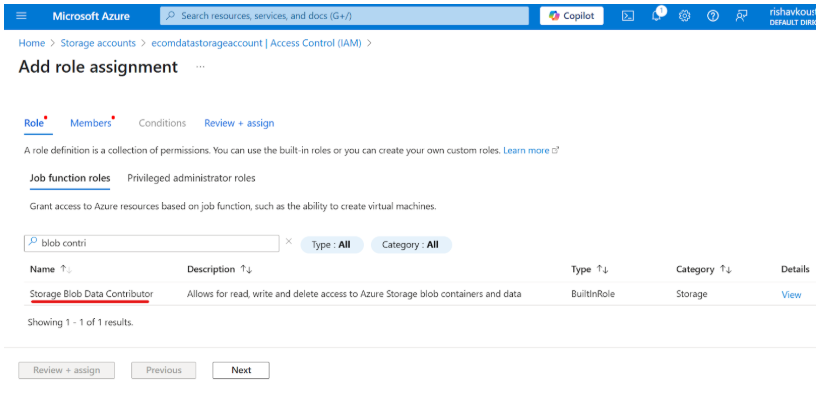 Microsoft Azure Search resources, services, and docs (G+/) Copilot 1 rishavkoust
DEFAULT DIRE
Home > Storage accounts > ecomdatastorageaccount | Access Control (IAM) >
Add role assignment ...
Role Members Conditions Review + assign
A role definition is a collection of permissions. You can use the built-in roles or you can create your own custom roles. Learn more
Job function roles Privileged administrator roles
Grant access to Azure resources based on job function, such as the ability to create virtual machines.
blob contri × Type : All Category : All
Name ↑↓ Description ↑↓ Type ↑↓ Category ↑↓ Details
Storage Blob Data Contributor Allows for read, write and delete access to Azure Storage blob containers and data BuiltInRole Storage View
Showing 1 - 1 of 1 results.
Review + assign Previous Next